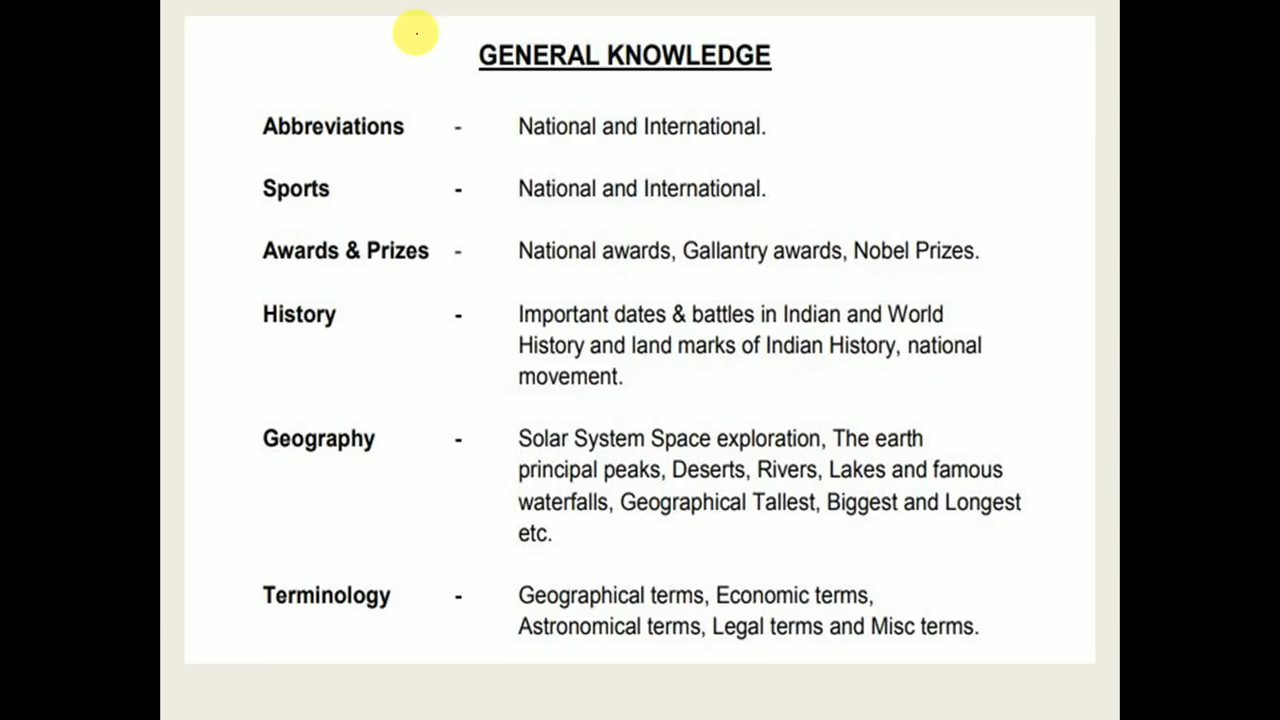 GENERAL KNOWLEDGE
Abbreviations - National and International.
Sports - National and International.
Awards & Prizes - National awards, Gallantry awards, Nobel Prizes.
History - Important dates & battles in Indian and World
History and land marks of Indian History, national
movement.
Geography - Solar System Space exploration, The earth
principal peaks, Deserts, Rivers, Lakes and famous
waterfalls, Geographical Tallest, Biggest and Longest
etc.
Terminology - Geographical terms, Economic terms,
Astronomical terms, Legal terms and Misc terms.